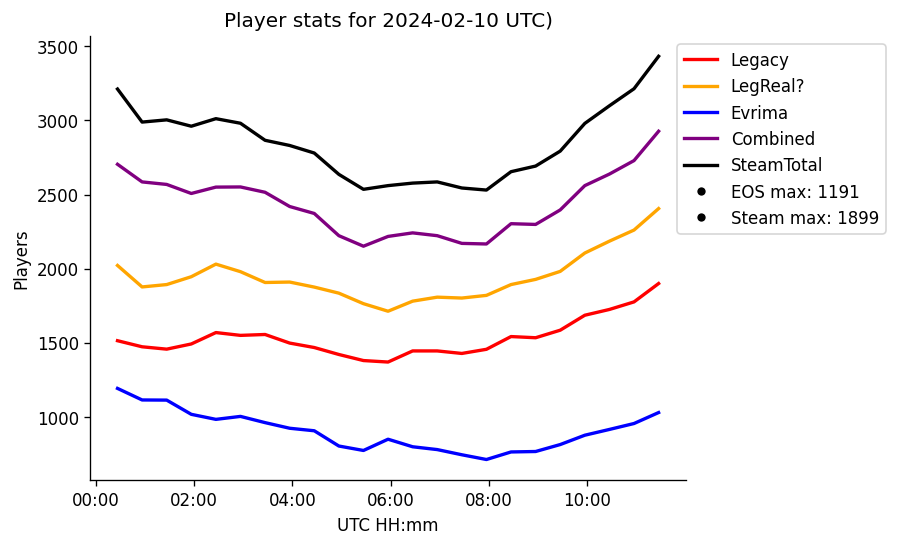 Player stats for 2024-02-10 UTC)
3500
3000
2500
2000
1500
1000
Players
00:00 02:00 04:00 06:00 08:00 10:00
UTC HH:mm
Legacy
LegReal?
Evrima
Combined
SteamTotal
EOS max: 1191
Steam max: 1899